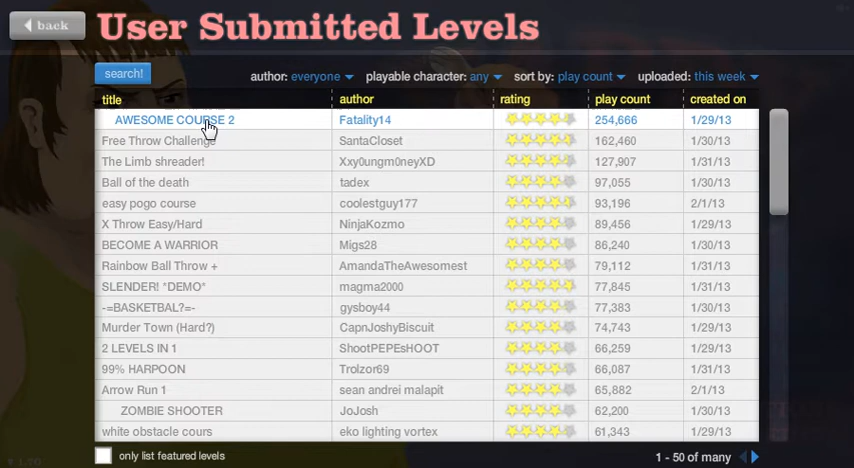 back
User Submitted Levels
search!
author: everyone playable character: any sort by: play count uploaded: this week
title author rating play count created on
AWESOME COURSE 2 Fatality14 254,666 1/29/13
Free Throw Challenge SantaCloset 162,460 1/30/13
The Limb shreader! Xxy0ungm0neyXD 127,907 1/31/13
Ball of the death tadex 97,055 1/30/13
easy pogo course coolestguy177 93,196 2/1/13
X Throw Easy/Hard NinjaKozmo 89,456 1/29/13
BECOME A WARRIOR Migs28 86,240 1/30/13
Rainbow Ball Throw + AmandaTheAwesomest 79,112 1/31/13
SLENDER! *DEMO* magma2000 77,845 1/31/13
-=BASKETBAL?=- gysboy44 77,383 1/30/13
Murder Town (Hard?) CapnJoshyBiscuit 74,743 1/29/13
2 LEVELS IN 1 ShootPEPEsHOOT 66,259 1/29/13
99% HARPOON Trolzor69 66,087 1/31/13
Arrow Run 1 sean andrei malapit 65,882 2/1/13
ZOMBIE SHOOTER JoJosh 62,200 1/30/13
white obstacle cours eko lighting vortex 61,343 1/29/13
only list featured levels 1 - 50 of many